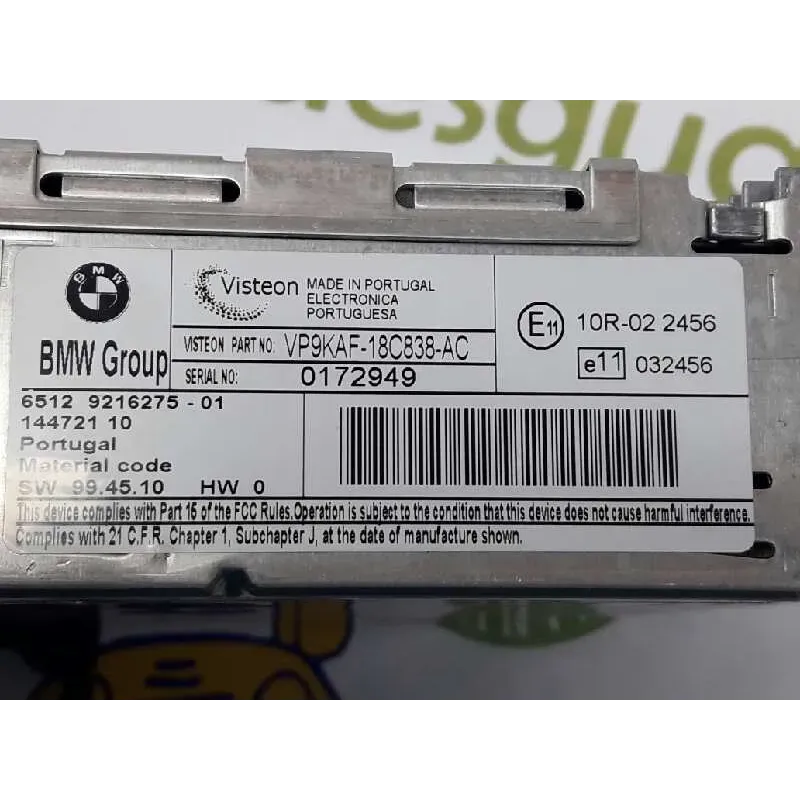 BMW
BMW Group
Visteon
MADE IN PORTUGAL
ELECTRONICA
PORTUGUESA
VISTEON PART NO: VP9KAF-18C838-AC
SERIAL NO: 0172949
E11 10R-02 2456
e11 032456
6512 9216275 - 01
144721 10
Portugal
Material code
SW 99.45.10 HW 0
This device complies with Part 15 of the FCC Rules.Operation is subject to the condition that this device does not cause harmful interference.
Complies with 21 C.F.R. Chapter 1, Subchapter J, at the date of manufacture shown.